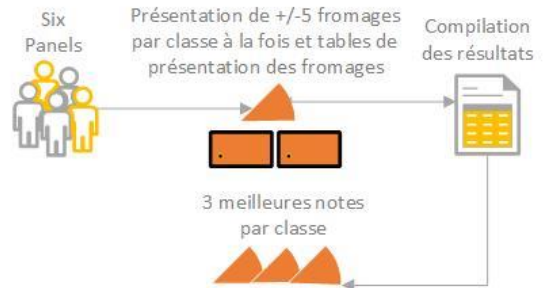 Six
Panels
Présentation de +/-5 fromages
par classe à la fois et tables de
présentation des fromages
Compilation
des résultats
3 meilleures notes
par classe